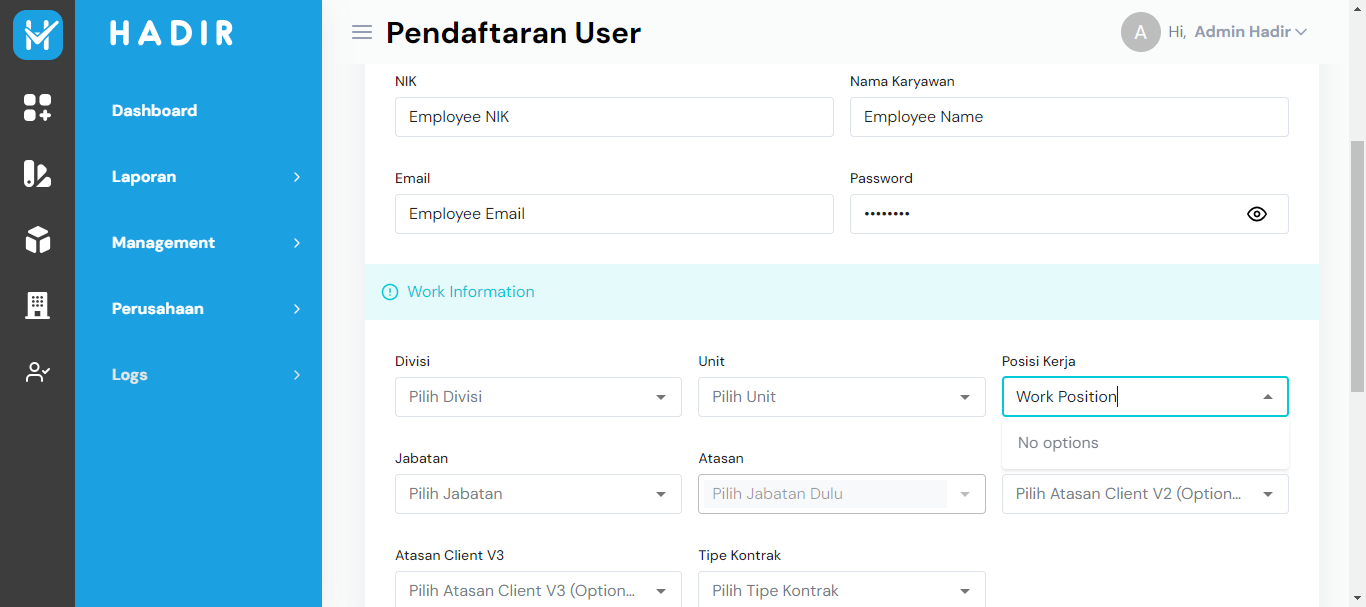 HADIR
Dashboard
Laporan
Management
Perusahaan
Logs
Pendaftaran User
A
Hi, Admin Hadir
NIK
Nama Karyawan
Employee NIK
Employee Name
Email
Password
Employee Email
••••••••
Work Information
Divisi
Unit
Posisi Kerja
Pilih Divisi
Pilih Unit
Work Position
No options
Jabatan
Atasan
Pilih Jabatan
Pilih Jabatan Dulu
Pilih Atasan Client V2 (Option...
Atasan Client V3
Tipe Kontrak
Pilih Atasan Client V3 (Option...
Pilih Tipe Kontrak